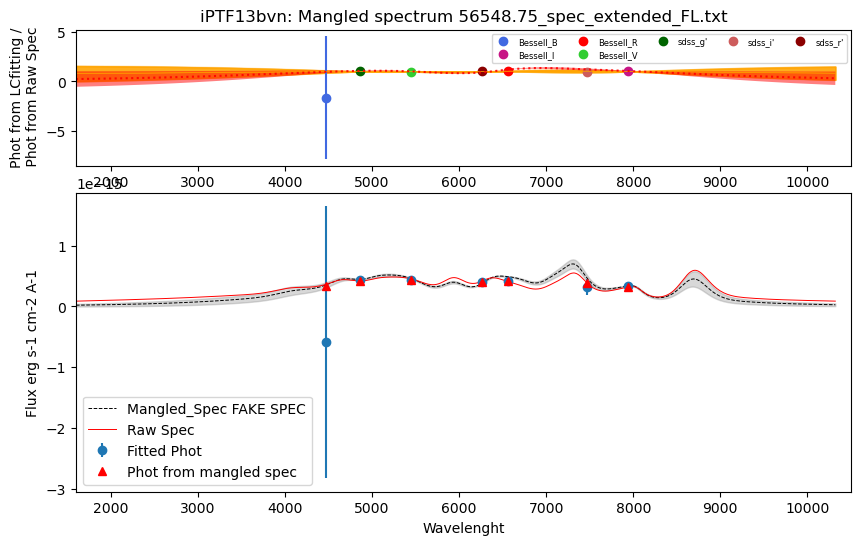 iPTF13bvn: Mangled spectrum 56548.75_spec_extended_FL.txt
Phot from LCfitting /
Phot from Raw Spec
5
0
−5
Bessell_B Bessell_R sdss_g' sdss_i' sdss_r'
Bessell_I Bessell_V
2000 3000 4000 5000 6000 7000 8000 9000 10000
1e−15
Flux erg s-1 cm-2 A-1
1
0
−1
−2
−3
Mangled_Spec FAKE SPEC
Raw Spec
Fitted Phot
Phot from mangled spec
2000 3000 4000 5000 6000 7000 8000 9000 10000
Wavelenght